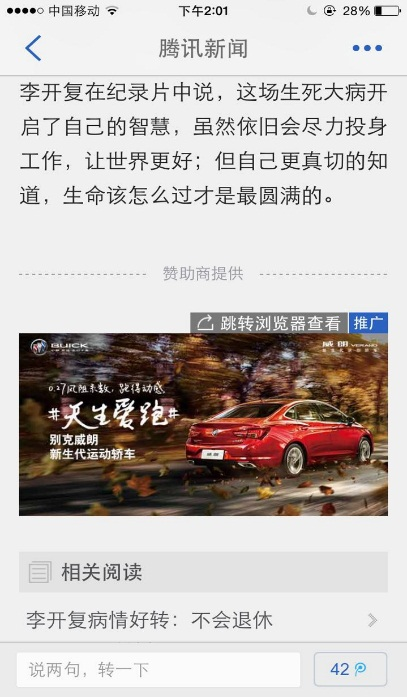 中国移动 下午2:01 28%
腾讯新闻
李开复在纪录片中说，这场生死大病开
启了自己的智慧，虽然依旧会尽力投身
工作，让世界更好；但自己更真切的知
道，生命该怎么过才是最圆满的。
赞助商提供
跳转浏览器查看 推广
BUICK 威朗 VERANO
0.27风阻系数，跑得动感
#天生爱跑#
别克威朗
新生代运动轿车
相关阅读
李开复病情好转：不会退休
说两句，转一下 42